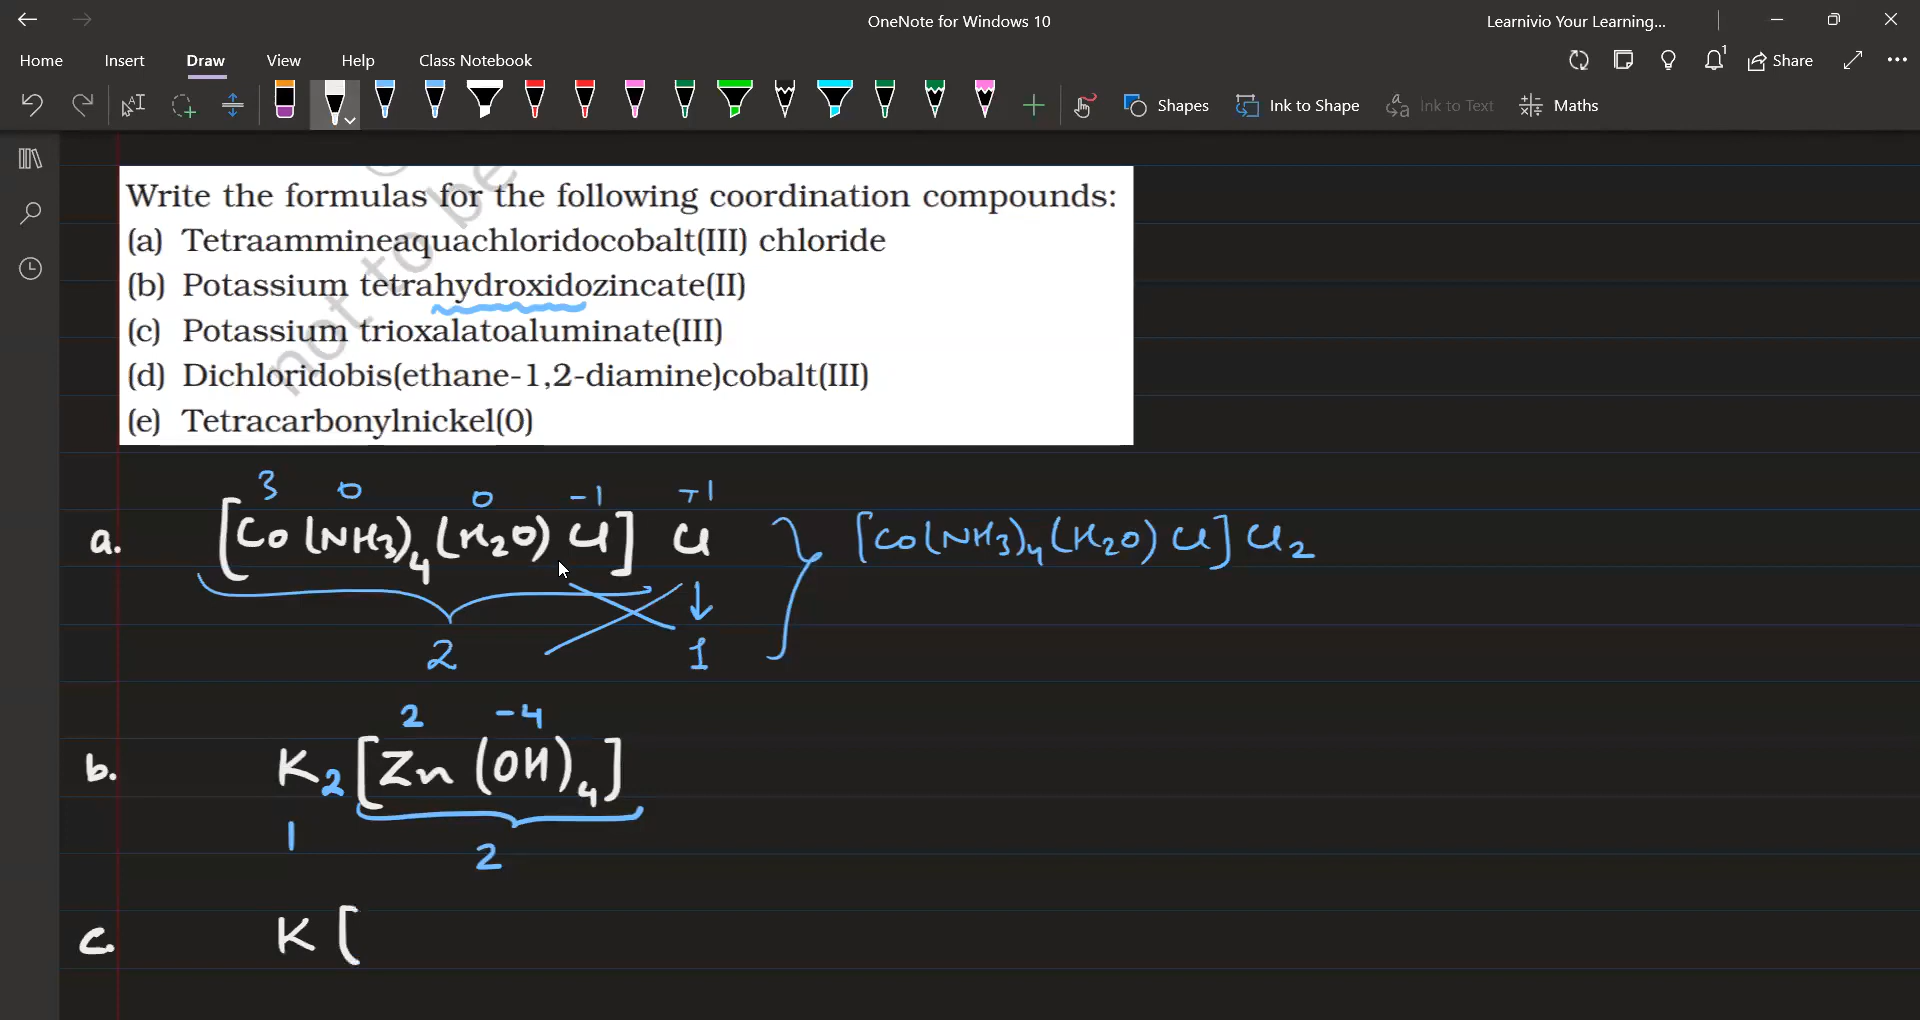 OneNote for Windows 10
Learnivio Your Learning...
Home Insert Draw View Help Class Notebook
1 Share
Shapes Ink to Shape Ink to Text Maths
not to be
Write the formulas for the following coordination compounds:
(a) Tetraammineaquachloridocobalt(III) chloride
(b) Potassium tetrahydroxidozincate(II)
(c) Potassium trioxalatoaluminate(III)
(d) Dichloridobis(ethane-1,2-diamine)cobalt(III)
(e) Tetracarbonylnickel(0)
3 0 0 -1 +1
a. [Co(NH3)4(H2O)Cl] Cl [Co(NH3)4(H2O)Cl]Cl2
2 1
2 -4
b. K2[Zn(OH)4]
1 2
c. K [